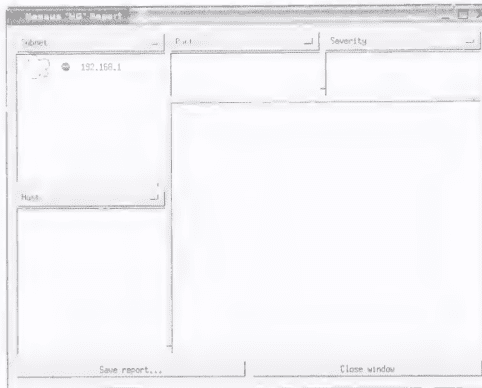 Nessus "NG" Report
Subnet
Port
Severity
192.168.1
Host
Save report...
Close window